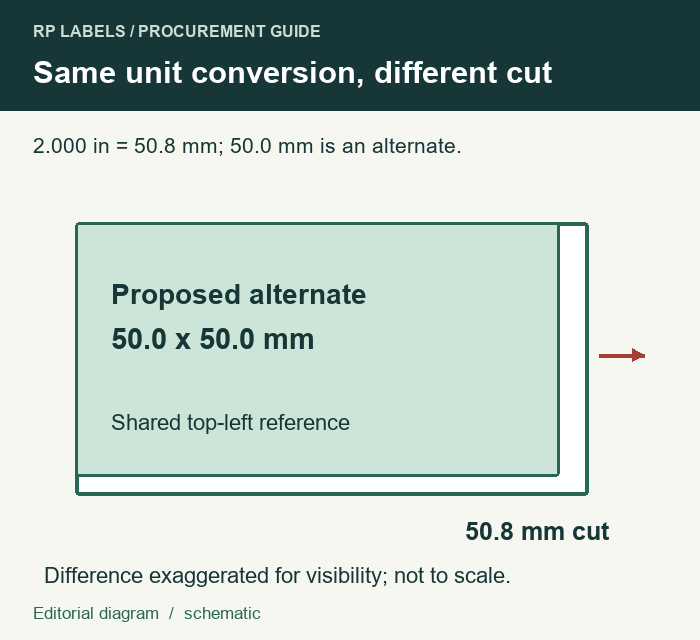 RP LABELS / PROCUREMENT GUIDE
Same unit conversion, different cut
2.000 in = 50.8 mm; 50.0 mm is an alternate.
Proposed alternate
50.0 x 50.0 mm
Shared top-left reference
50.8 mm cut
Difference exaggerated for visibility; not to scale.
Editorial diagram / schematic